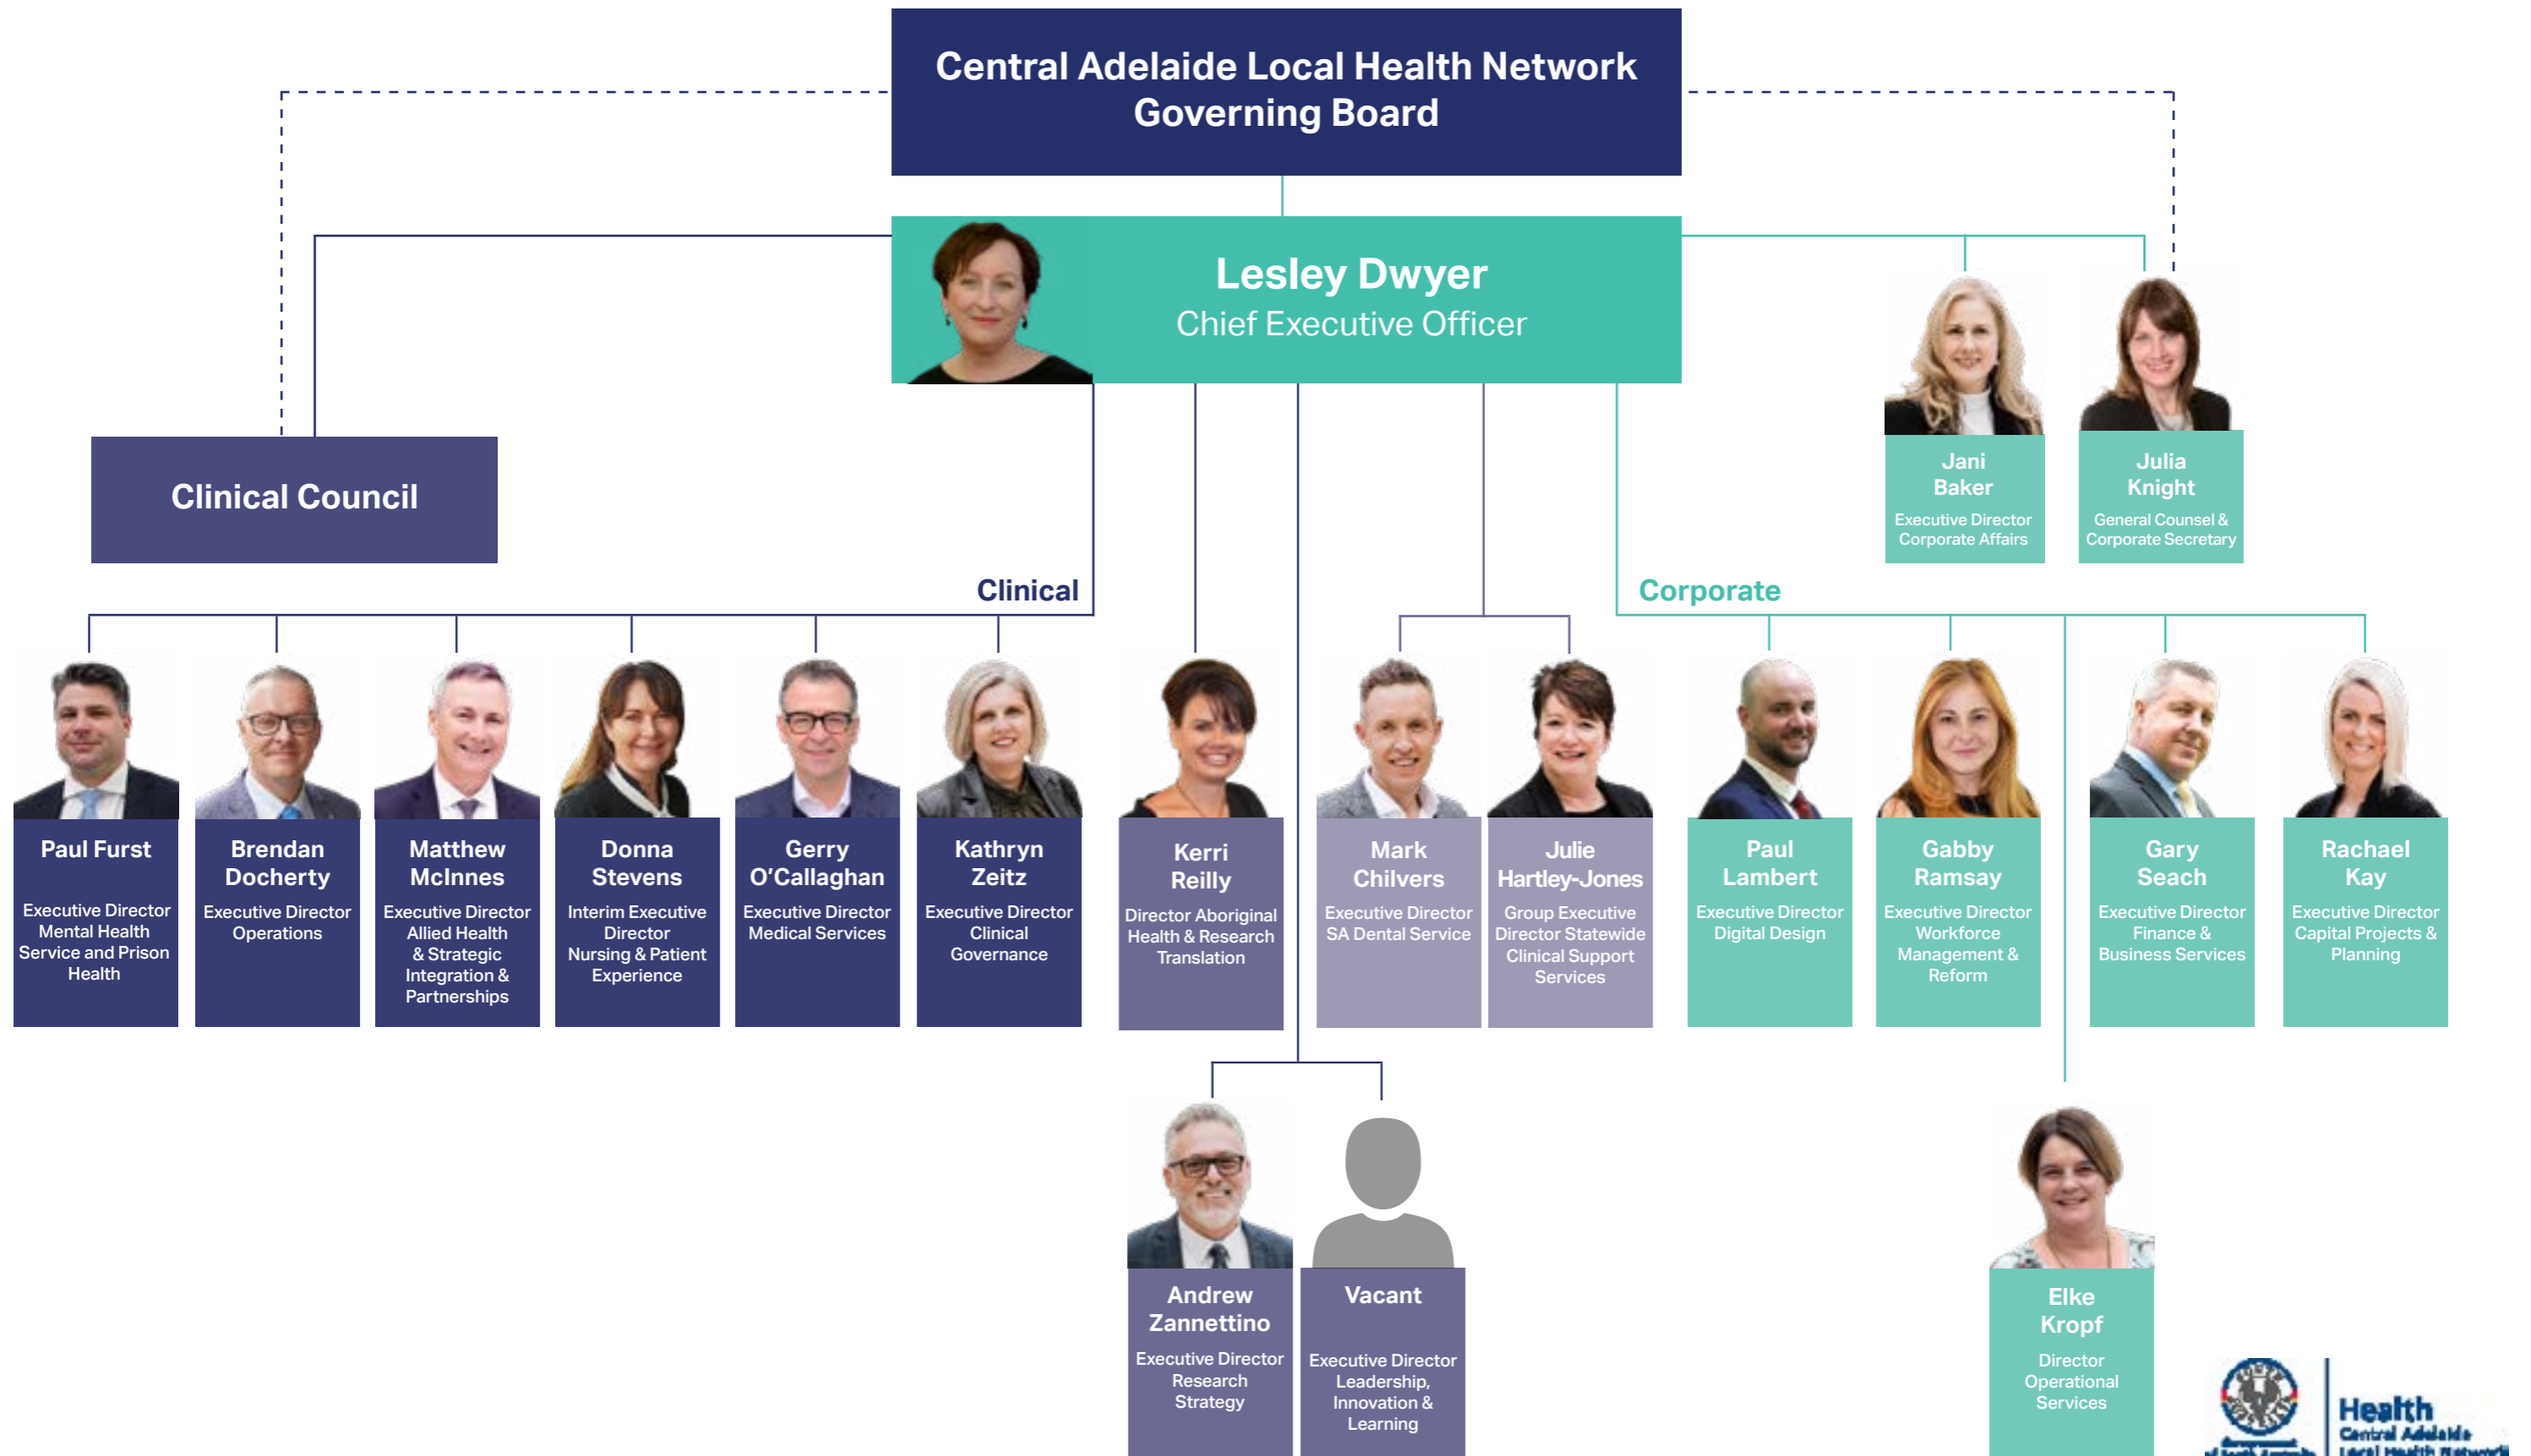 Central Adelaide Local Health Network
Governing Board
Lesley Dwyer
Chief Executive Officer
Clinical Council
Jani
Baker
Executive Director
Corporate Affairs
Julia
Knight
General Counsel &
Corporate Secretary
Clinical
Corporate
Paul Furst
Executive Director
Mental Health
Service and Prison
Health
Brendan
Docherty
Executive Director
Operations
Matthew
McInnes
Executive Director
Allied Health
& Strategic
Integration &
Partnerships
Donna
Stevens
Interim Executive
Director
Nursing & Patient
Experience
Gerry
O'Callaghan
Executive Director
Medical Services
Kathryn
Zeitz
Executive Director
Clinical
Governance
Kerri
Reilly
Director Aboriginal
Health & Research
Translation
Mark
Chilvers
Executive Director
SA Dental Service
Julie
Hartley-Jones
Group Executive
Director Statewide
Clinical Support
Services
Paul
Lambert
Executive Director
Digital Design
Gabby
Ramsay
Executive Director
Workforce
Management &
Reform
Gary
Seach
Executive Director
Finance &
Business Services
Rachael
Kay
Executive Director
Capital Projects &
Planning
Andrew
Zannettino
Executive Director
Research
Strategy
Vacant
Executive Director
Leadership,
Innovation &
Learning
Elke
Kropf
Director
Operational
Services
Health
Central Adelaide
Local Health Network